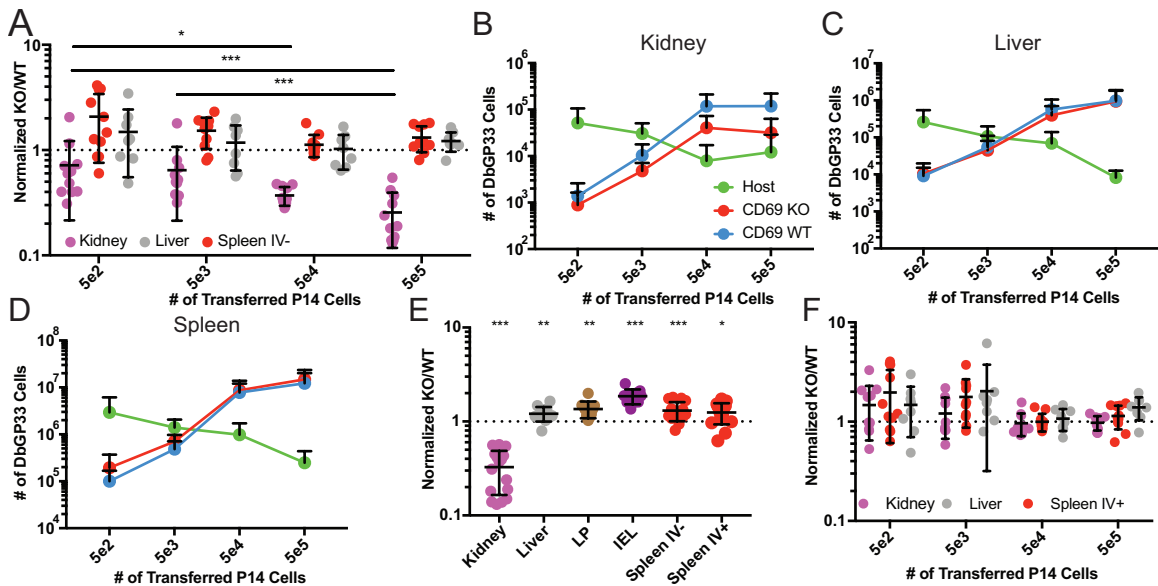 A
*
***
***
Normalized KO/WT
10
1
0.1
Kidney
Liver
Spleen IV-
5e2
5e3
5e4
5e5
# of Transferred P14 Cells
B
Kidney
# of DbGP33 Cells
10^6
10^5
10^4
10^3
10^2
Host
CD69 KO
CD69 WT
5e2
5e3
5e4
5e5
# of Transferred P14 Cells
C
Liver
# of DbGP33 Cells
10^7
10^6
10^5
10^4
10^3
10^2
5e2
5e3
5e4
5e5
# of Transferred P14 Cells
D
Spleen
# of DbGP33 Cells
10^8
10^7
10^6
10^5
10^4
5e2
5e3
5e4
5e5
# of Transferred P14 Cells
E
*** ** ** *** *** *
Normalized KO/WT
10
1
0.1
Kidney
Liver
LP
IEL
Spleen IV-
Spleen IV+
F
Normalized KO/WT
10
1
0.1
Kidney
Liver
Spleen IV+
5e2
5e3
5e4
5e5
# of Transferred P14 Cells